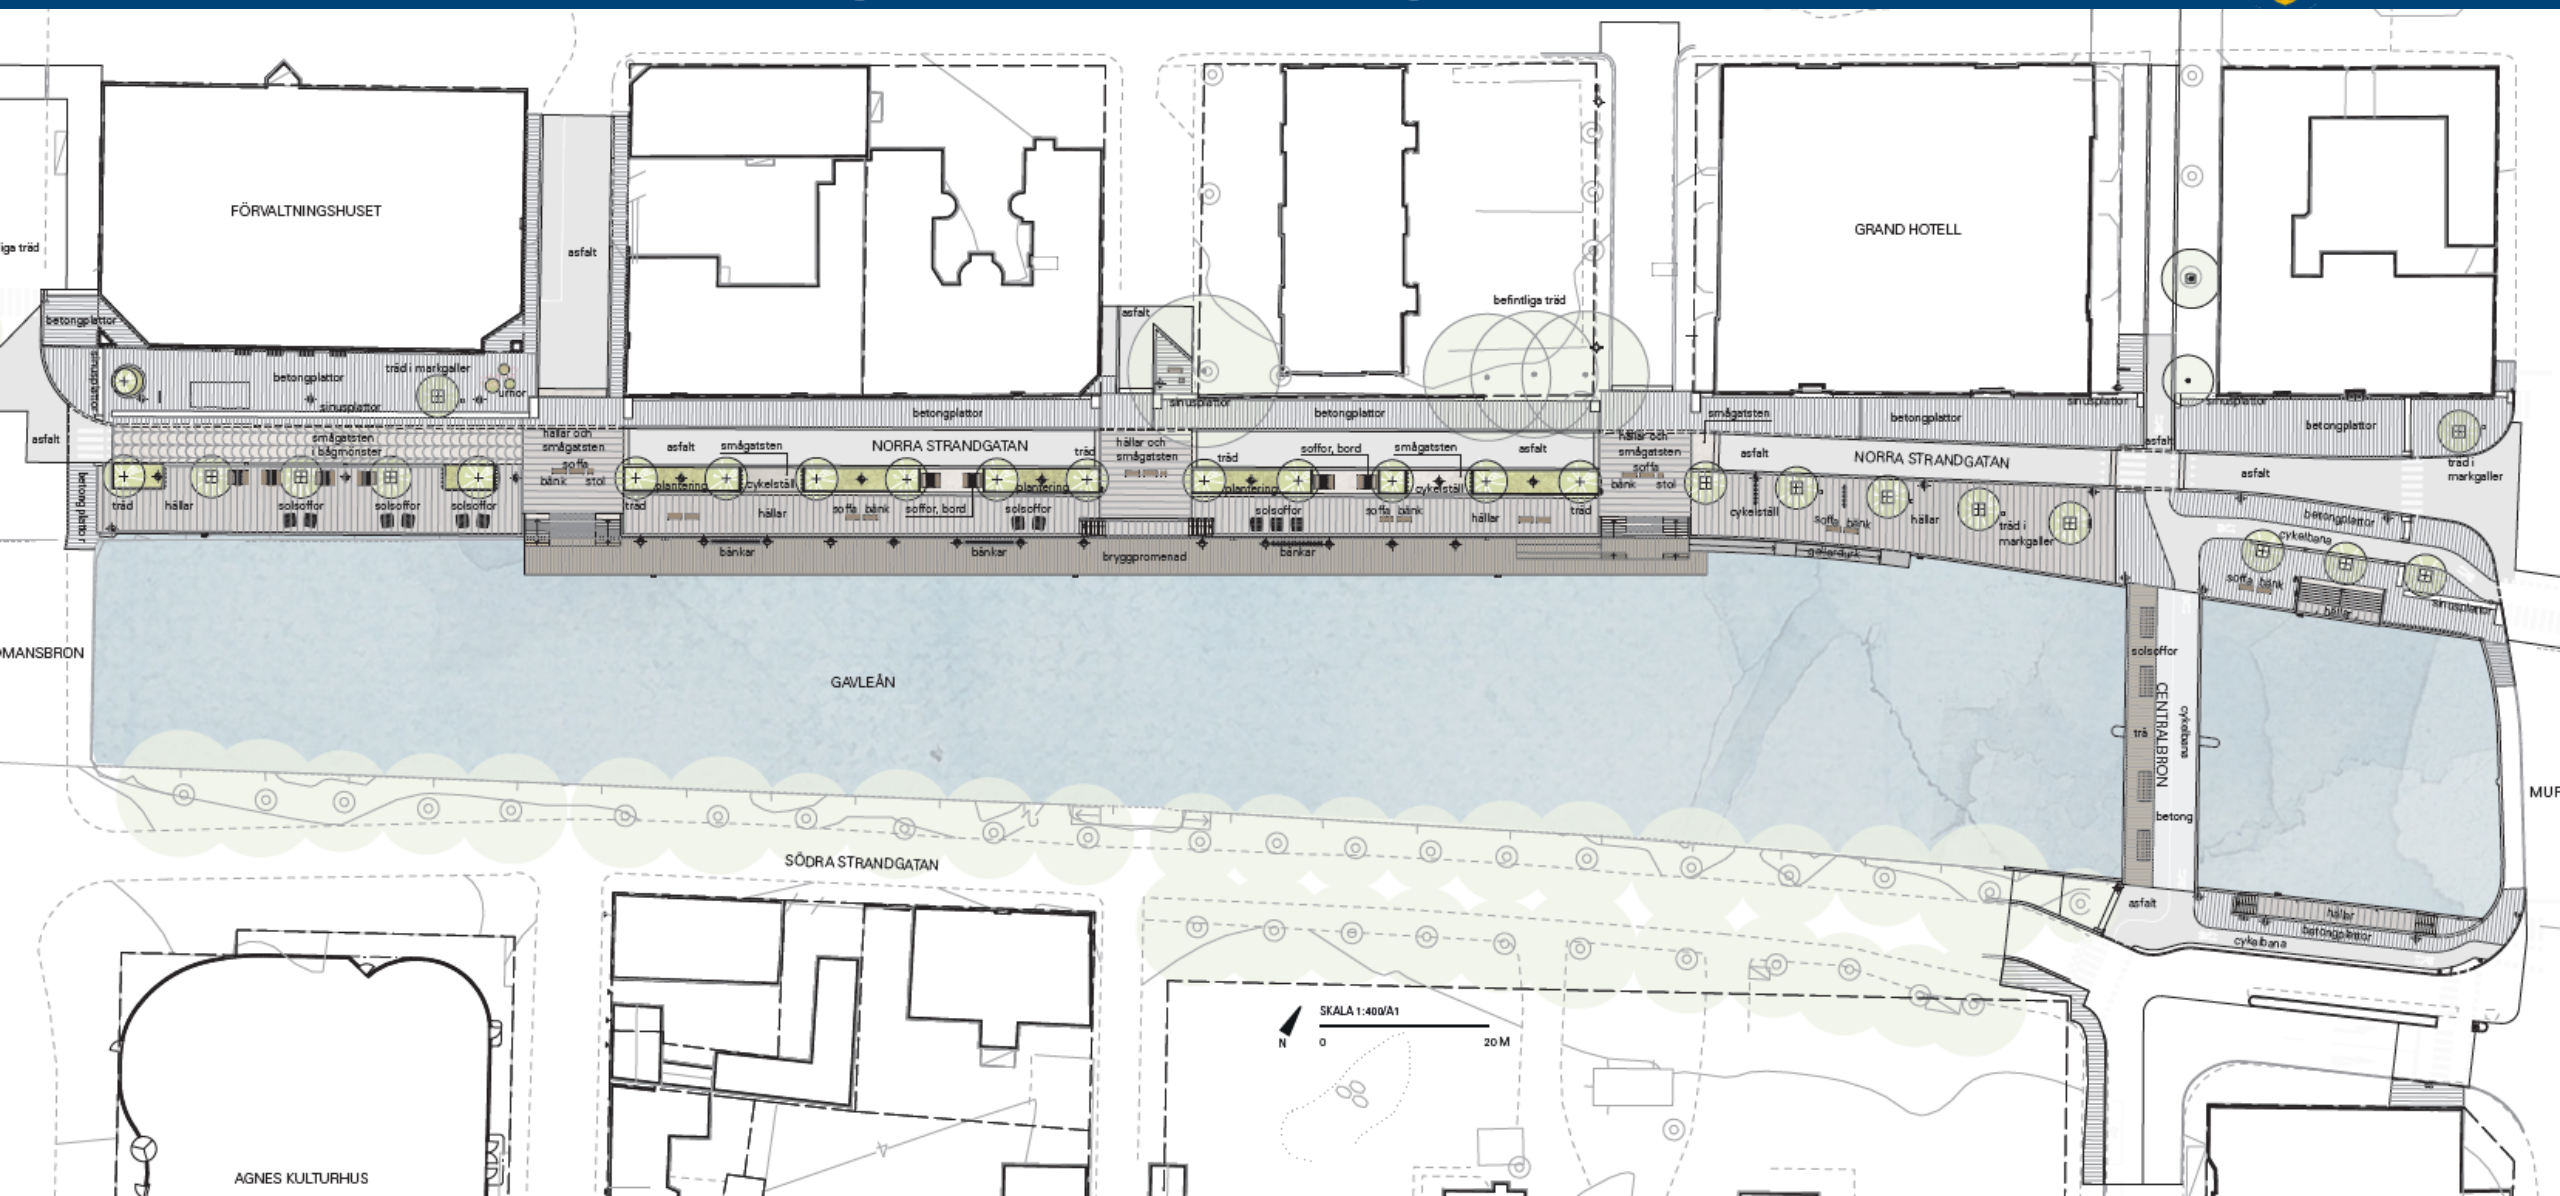 FÖRVALTNINGSHUSET
GRAND HOTELL
iga träd
asfalt
befintliga träd
asfalt
betongplattor
träd i markgaller
betongplattor
urnor
sinusplattor
sinusplattor
sinusplattor
betongplattor
betongplattor
smågatsten
betongplattor
sinusplattor
sinusplattor
betongplattor
asfalt
smågatsten
i bågmönster
hällar och
smågatsten
soffa
bänk stol
asfalt
smågatsten
NORRA STRANDGATAN
träd
hällar och
smågatsten
träd
soffor, bord
smågatsten
asfalt
hällar och
smågatsten
soffa
bänk stol
asfalt
NORRA STRANDGATAN
asfalt
asfalt
träd i
markgaller
betongplattor
träd
hällar
solsoffor
solsoffor
solsoffor
träd
plantering
cykelställ
hällar
soffa bänk
soffor, bord
plantering
solsoffor
plantering
solsoffor
soffa bänk
cykelställ
hällar
träd
cykelställ
soffa bänk
hällar
träd i
markgaller
betongplattor
cykelbana
bänkar
bänkar
bryggpromenad
bänkar
gallerdurk
soffa bänk
hällar
sinusplattor
MANSBRON
GAVLEÅN
solsoffor
CENTRALBRON
cykelbana
trä
betong
MUR
SÖDRA STRANDGATAN
asfalt
hällar
betongplattor
cykelbana
SKALA 1:400/A1
N
0 20 M
AGNES KULTURHUS